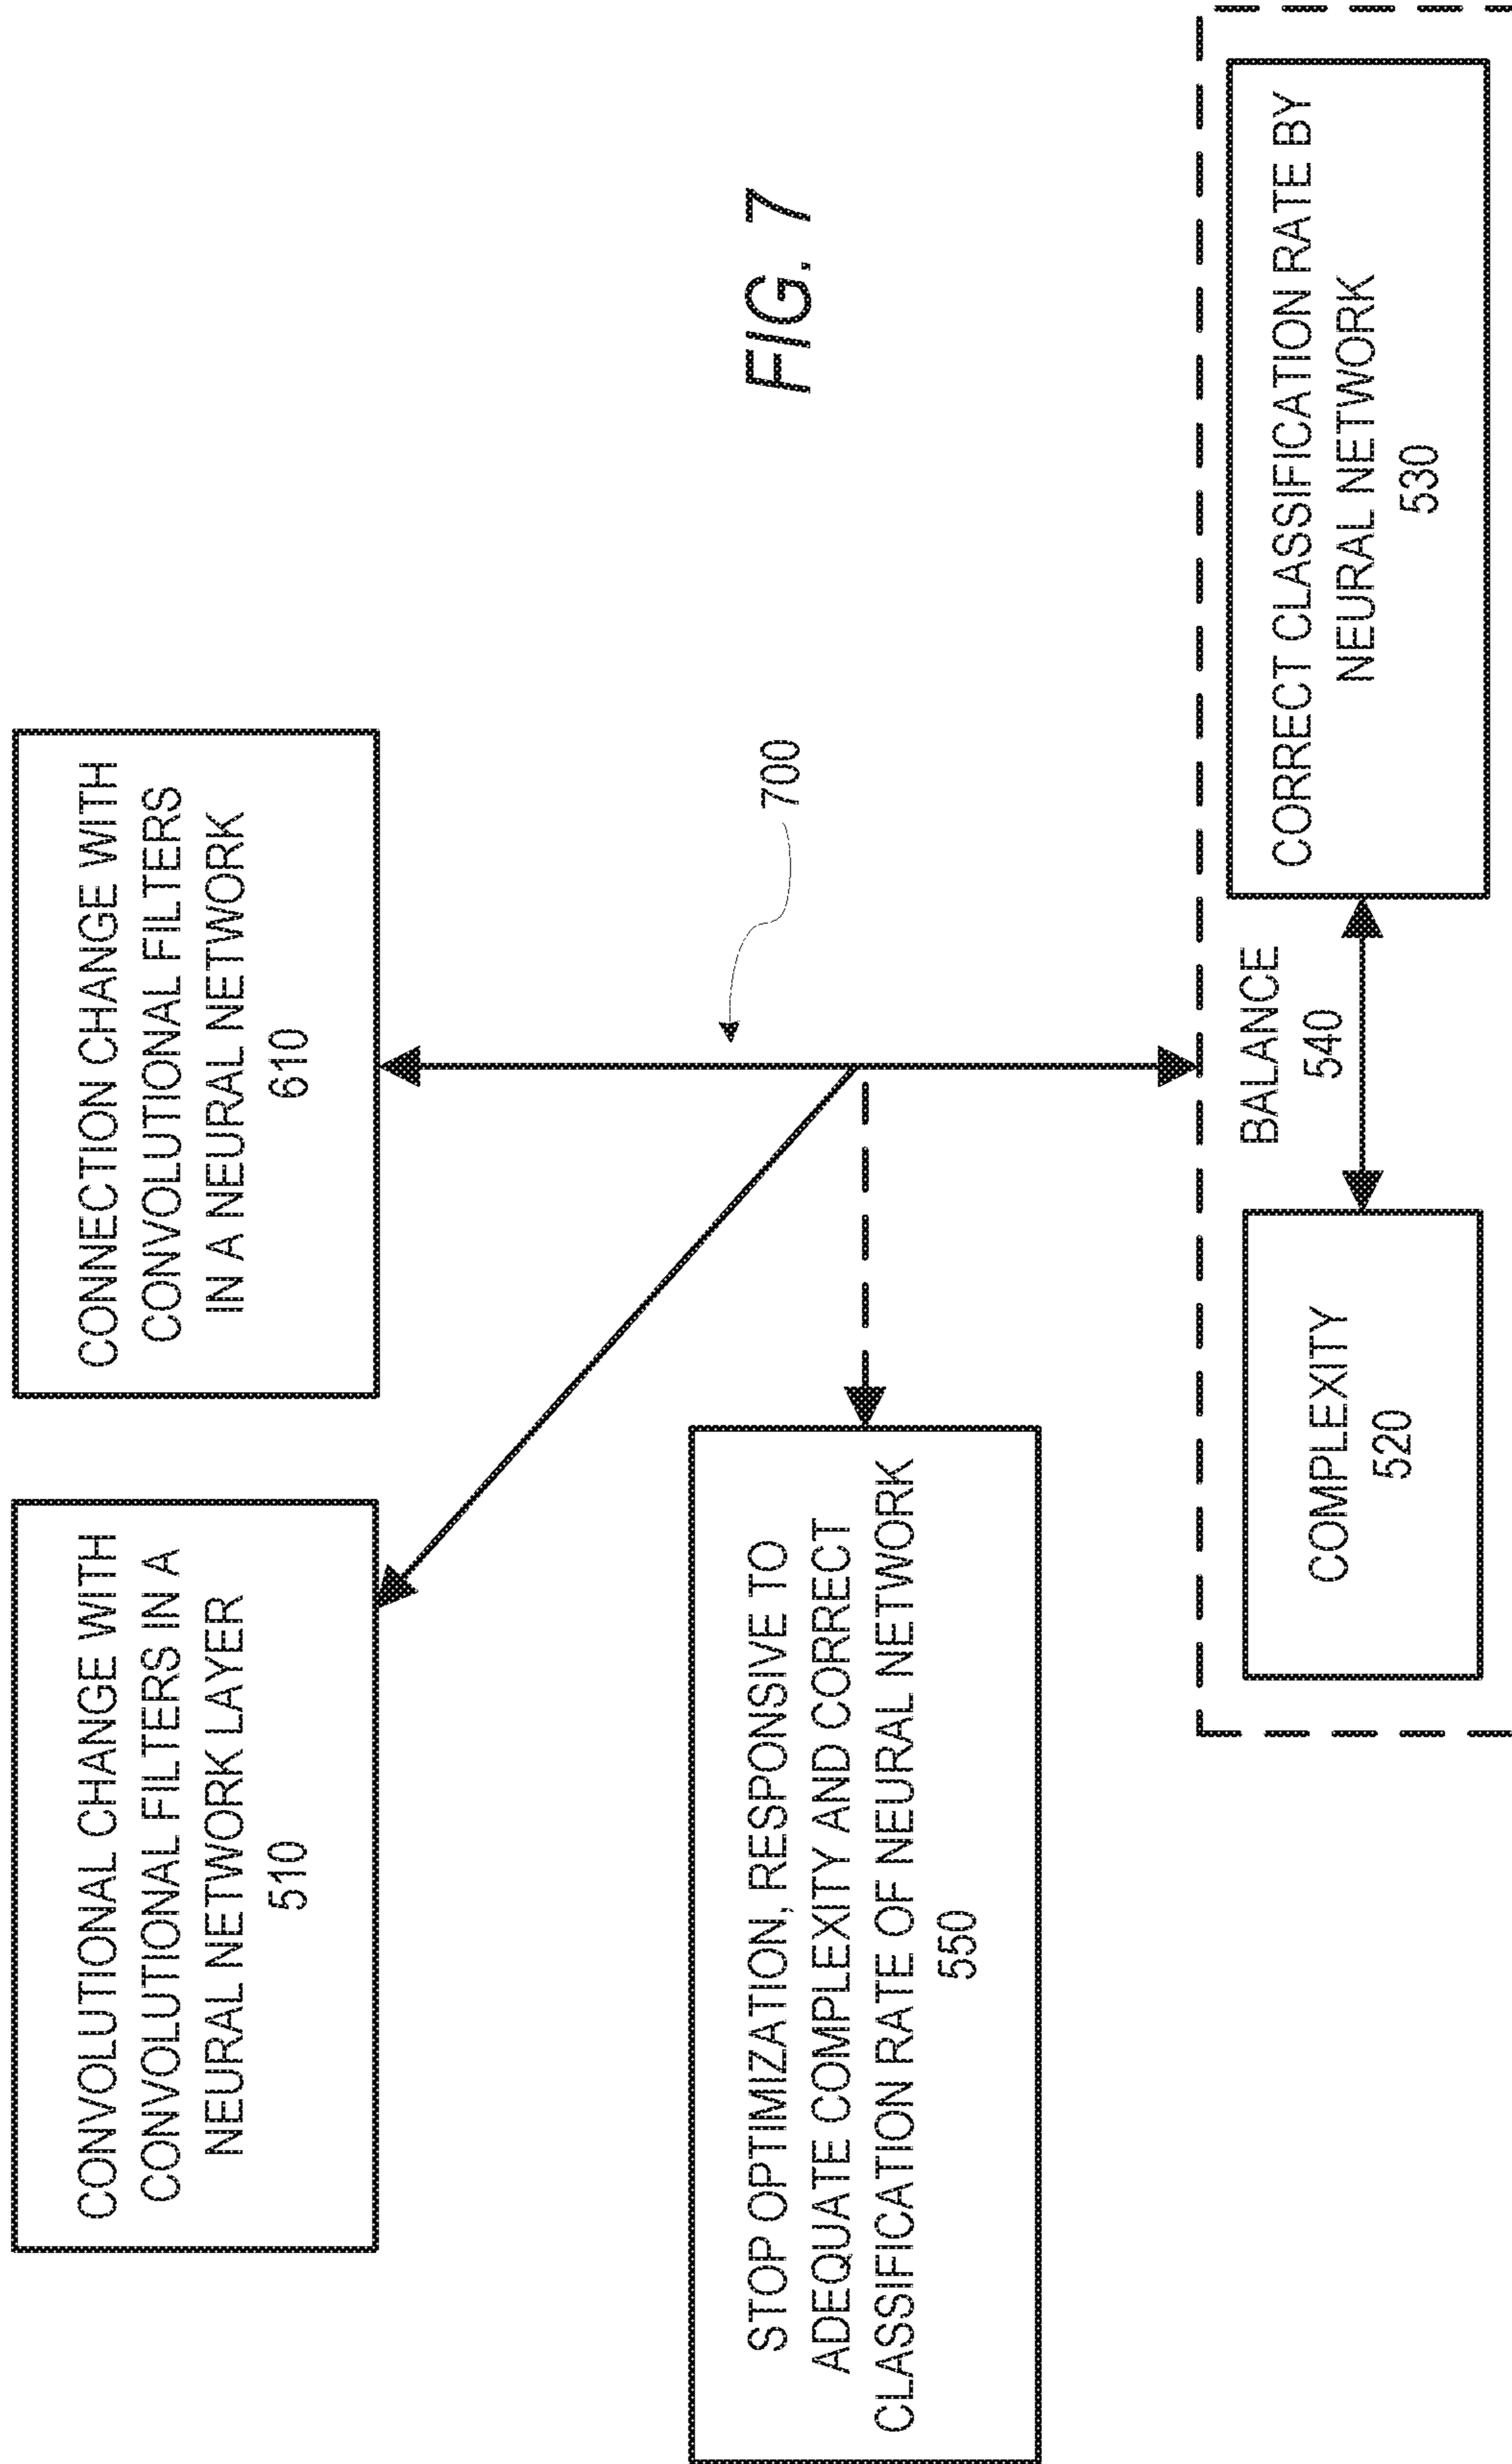 CONVOLUTIONAL CHANGE WITH
CONVOLUTIONAL FILTERS IN A
NEURAL NETWORK LAYER
510
CONNECTION CHANGE WITH
CONVOLUTIONAL FILTERS
IN A NEURAL NETWORK
610
STOP OPTIMIZATION, RESPONSIVE TO
ADEQUATE COMPLEXITY AND CORRECT
CLASSIFICATION RATE OF NEURAL NETWORK
550
700
FIG. 7
COMPLEXITY
520
BALANCE
540
CORRECT CLASSIFICATION RATE BY
NEURAL NETWORK
530